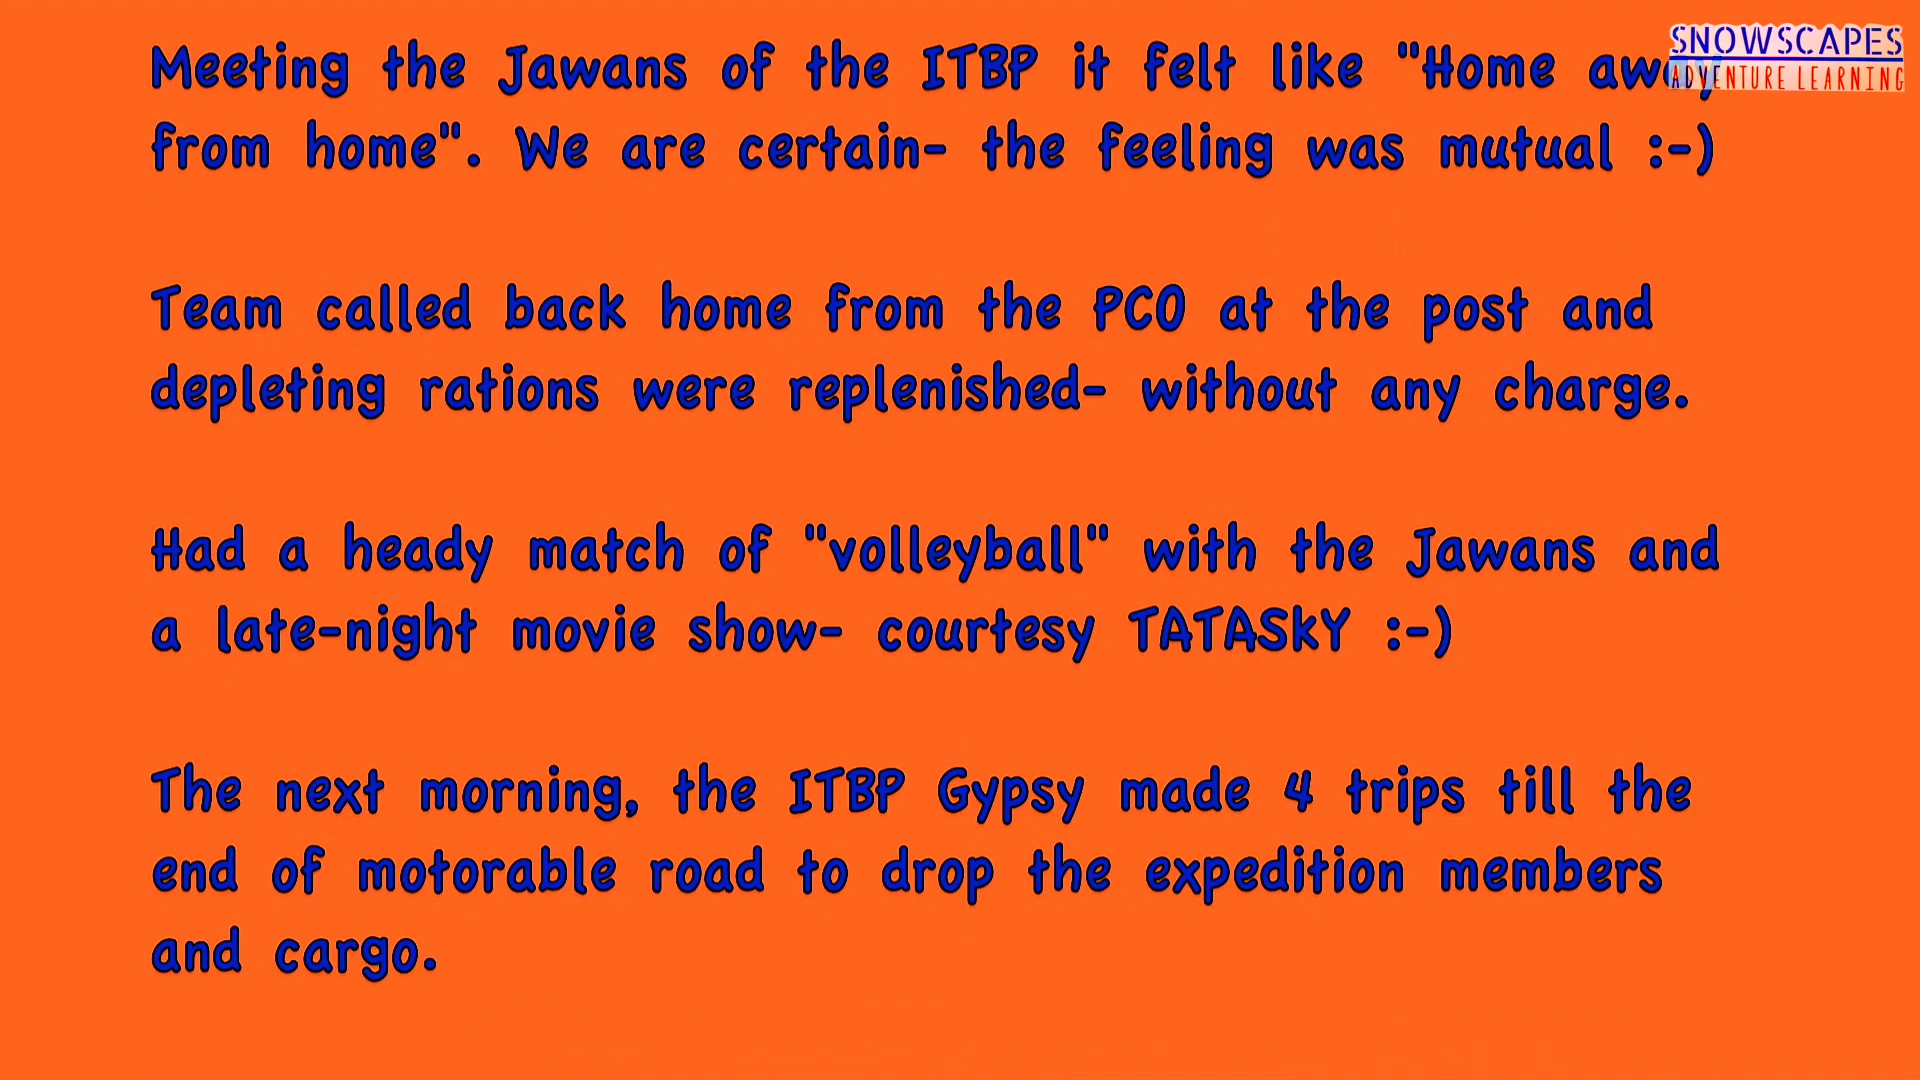 Meeting the Jawans of the ITBP it felt like "Home away
from home". We are certain- the feeling was mutual :-)
Team called back home from the PCO at the post and
depleting rations were replenished- without any charge.
Had a heady match of "volleyball" with the Jawans and
a late-night movie show- courtesy TATASKY :-)
The next morning, the ITBP Gypsy made 4 trips till the
end of motorable road to drop the expedition members
and cargo.
SNOWSCAPES
ADVENTURE LEARNING